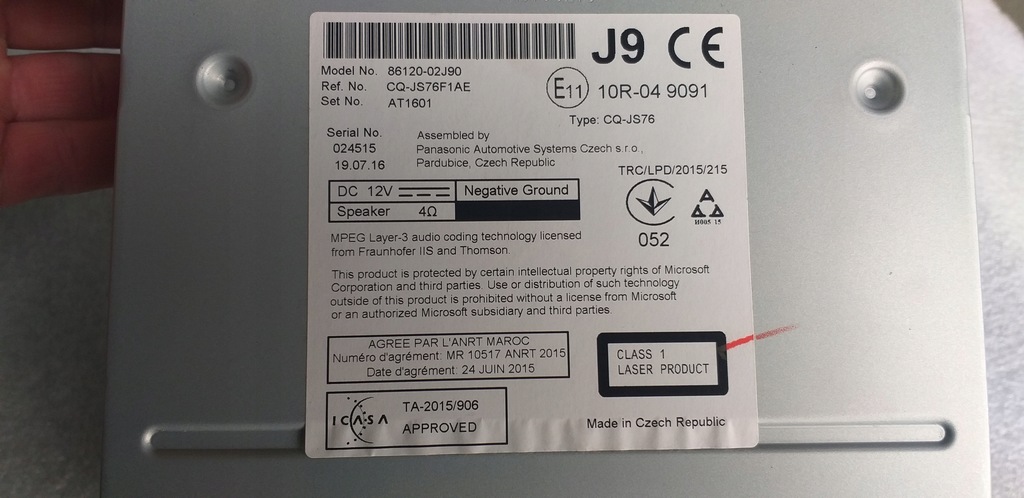 J9 CE
Model No. 86120-02J90
Ref. No. CQ-JS76F1AE
Set No. AT1601
E11 10R-04 9091
Type: CQ-JS76
Serial No.
024515
19.07.16
Assembled by
Panasonic Automotive Systems Czech s.r.o.,
Pardubice, Czech Republic
TRC/LPD/2015/215
DC 12V Negative Ground
Speaker 4Ω
052
И005 15
MPEG Layer-3 audio coding technology licensed
from Fraunhofer IIS and Thomson.
This product is protected by certain intellectual property rights of Microsoft
Corporation and third parties. Use or distribution of such technology
outside of this product is prohibited without a license from Microsoft
or an authorized Microsoft subsidiary and third parties.
AGREE PAR L'ANRT MAROC
Numéro d'agrément: MR 10517 ANRT 2015
Date d'agrément: 24 JUIN 2015
CLASS 1
LASER PRODUCT
ICASA
TA-2015/906
APPROVED
Made in Czech Republic